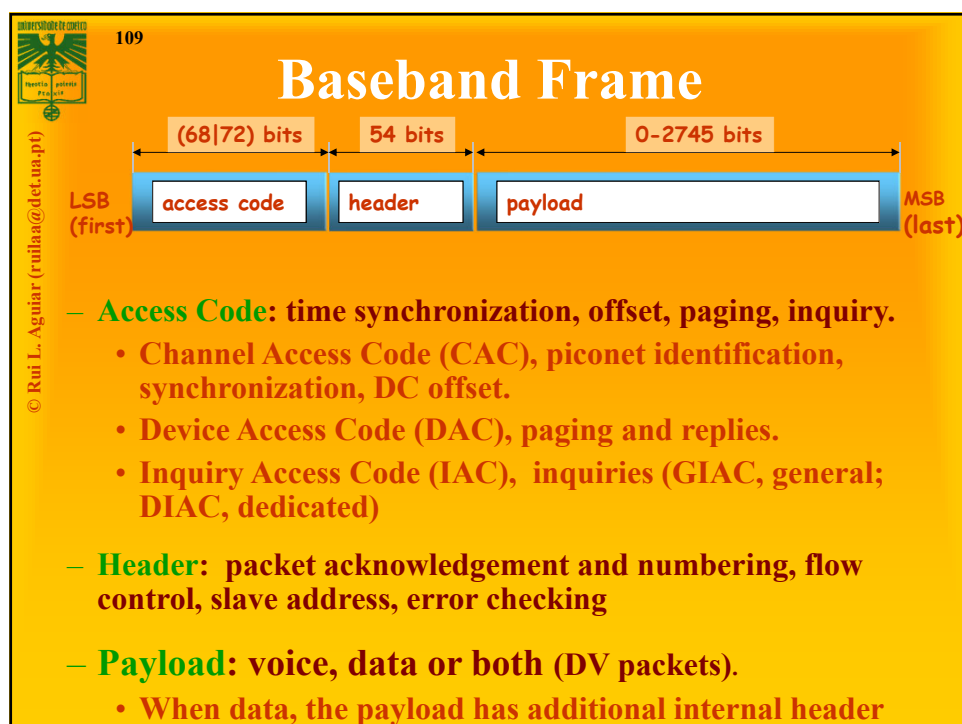 109
Baseband Frame
(68|72) bits
54 bits
0-2745 bits
LSB
(first)
access code
header
payload
MSB
(last)
– Access Code: time synchronization, offset, paging, inquiry.
• Channel Access Code (CAC), piconet identification,
synchronization, DC offset.
• Device Access Code (DAC), paging and replies.
• Inquiry Access Code (IAC), inquiries (GIAC, general;
DIAC, dedicated)
– Header: packet acknowledgement and numbering, flow
control, slave address, error checking
– Payload: voice, data or both (DV packets).
• When data, the payload has additional internal header
© Rui L. Aguiar (ruilaa@det.ua.pt)